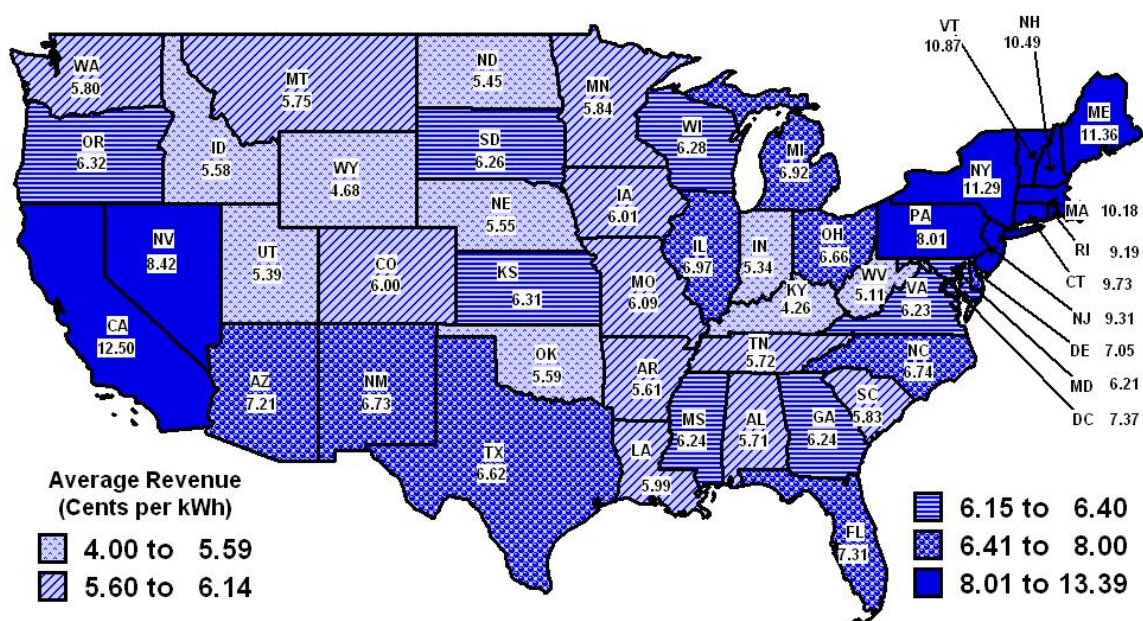 VT
10.87
NH
10.49
WA
5.80
MT
5.75
ND
5.45
MN
5.84
ME
11.36
OR
6.32
ID
5.58
SD
6.26
WI
6.28
MI
6.92
NY
11.29
WY
4.68
MA 10.18
NE
5.55
IA
6.01
PA
8.01
NV
8.42
UT
5.39
CO
6.00
IL
6.97
IN
5.34
OH
6.66
RI 9.19
KS
6.31
MO
6.09
WV
5.11
CT 9.73
KY
4.26
VA
6.23
NJ 9.31
CA
12.50
TN
5.72
NC
6.74
DE 7.05
AZ
7.21
NM
6.73
OK
5.59
AR
5.61
SC
5.83
MD 6.21
MS
6.24
AL
5.71
GA
6.24
DC 7.37
TX
6.62
LA
5.99
FL
7.31
Average Revenue
(Cents per kWh)
4.00 to 5.59
5.60 to 6.14
6.15 to 6.40
6.41 to 8.00
8.01 to 13.39